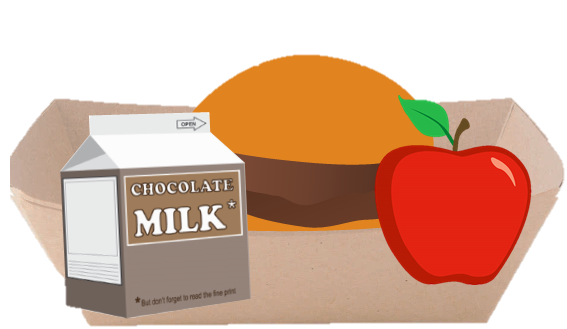 OPEN
CHOCOLATE
MILK*
*But don't forget to read the fine print